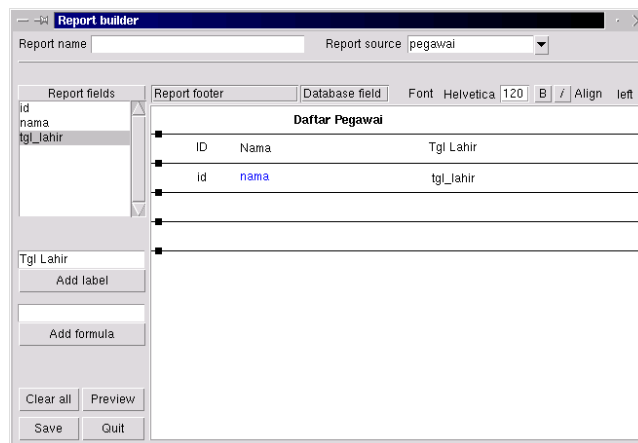 Report builder
Report name Report source pegawai
Report fields Report footer Database field Font Helvetica 120 B i Align left
id
nama
tgl_lahir
Daftar Pegawai
ID Nama Tgl Lahir
id nama tgl_lahir
Tgl Lahir
Add label
Add formula
Clear all Preview
Save Quit